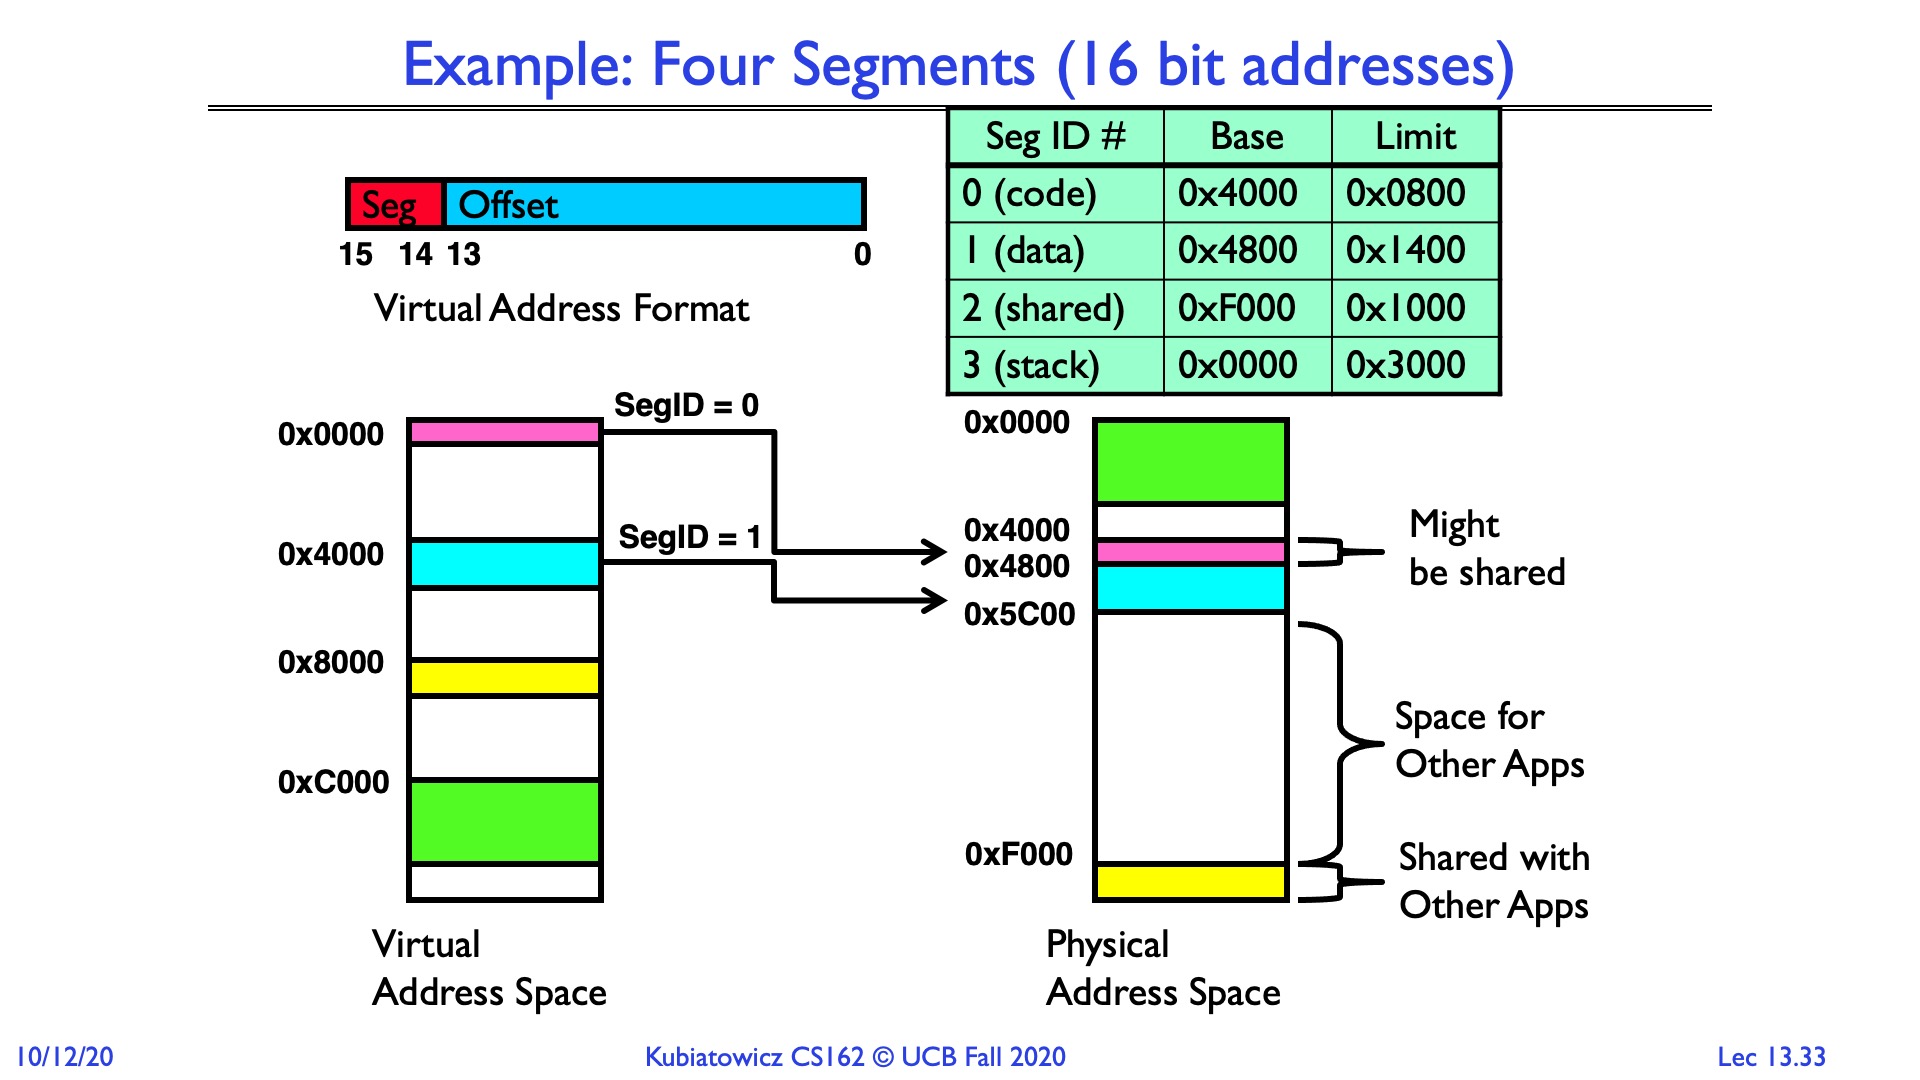 Example: Four Segments (16 bit addresses)
Seg ID # Base Limit
0 (code) 0x4000 0x0800
1 (data) 0x4800 0x1400
2 (shared) 0xF000 0x1000
3 (stack) 0x0000 0x3000
Seg Offset
15 14 13 0
Virtual Address Format
SegID = 0
0x0000
SegID = 1
0x4000
0x8000
0xC000
Virtual
Address Space
0x0000
0x4000
0x4800
0x5C00
0xF000
Might
be shared
Space for
Other Apps
Shared with
Other Apps
Physical
Address Space
10/12/20 Kubiatowicz CS162 © UCB Fall 2020 Lec 13.33